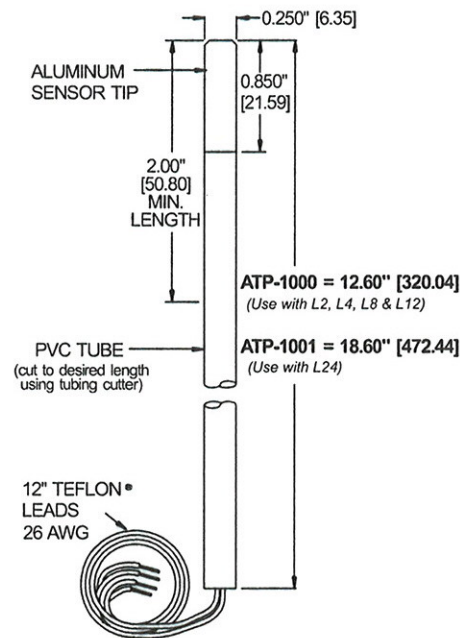 0.250" [6.35]
ALUMINUM
SENSOR TIP
0.850"
[21.59]
2.00"
[50.80]
MIN.
LENGTH
ATP-1000 = 12.60" [320.04]
(Use with L2, L4, L8 & L12)
PVC TUBE
(cut to desired length
using tubing cutter)
ATP-1001 = 18.60" [472.44]
(Use with L24)
12" TEFLON®
LEADS
26 AWG